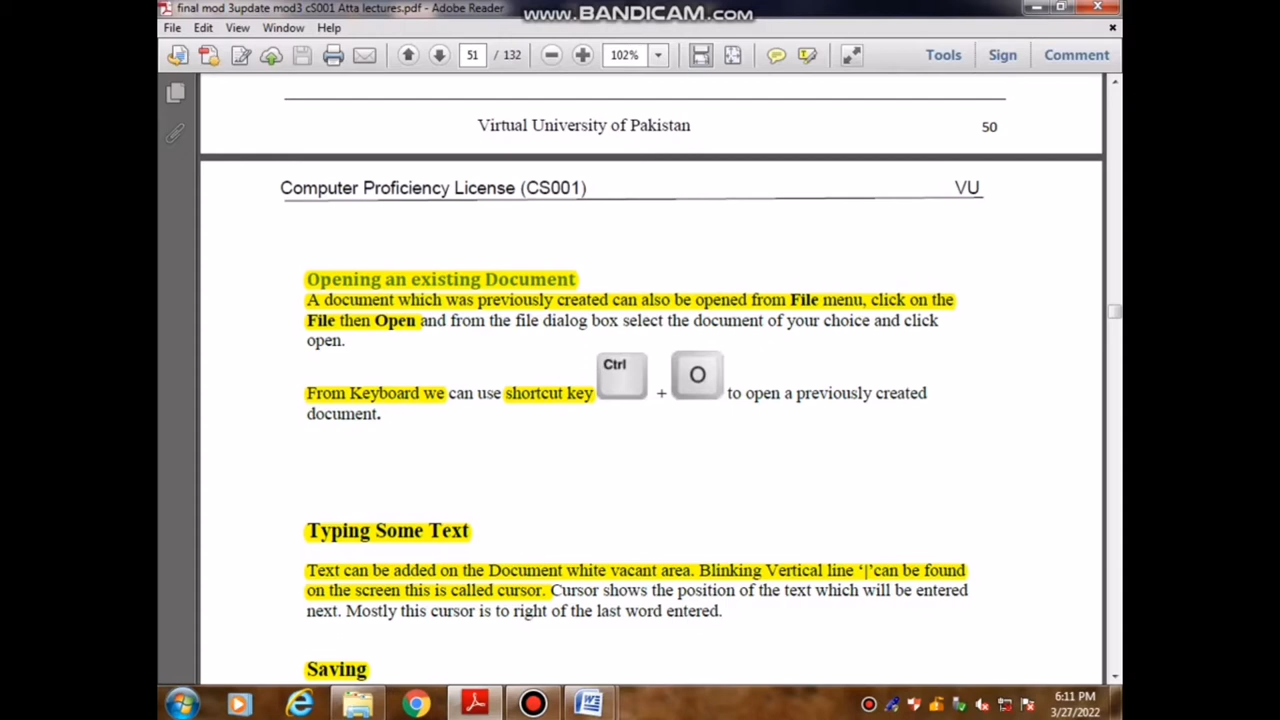 final mod 3update mod3 cS001 Atta lectures.pdf - Adobe Reader
www.BANDICAM.com
File Edit View Window Help
51 / 132 102% Tools Sign Comment
Virtual University of Pakistan 50
Computer Proficiency License (CS001) VU
Opening an existing Document
A document which was previously created can also be opened from File menu, click on the
File then Open and from the file dialog box select the document of your choice and click
open.
From Keyboard we can use shortcut key Ctrl + O to open a previously created
document.
Typing Some Text
Text can be added on the Document white vacant area. Blinking Vertical line ‘|’can be found
on the screen this is called cursor. Cursor shows the position of the text which will be entered
next. Mostly this cursor is to right of the last word entered.
Saving
6:11 PM
3/27/2022